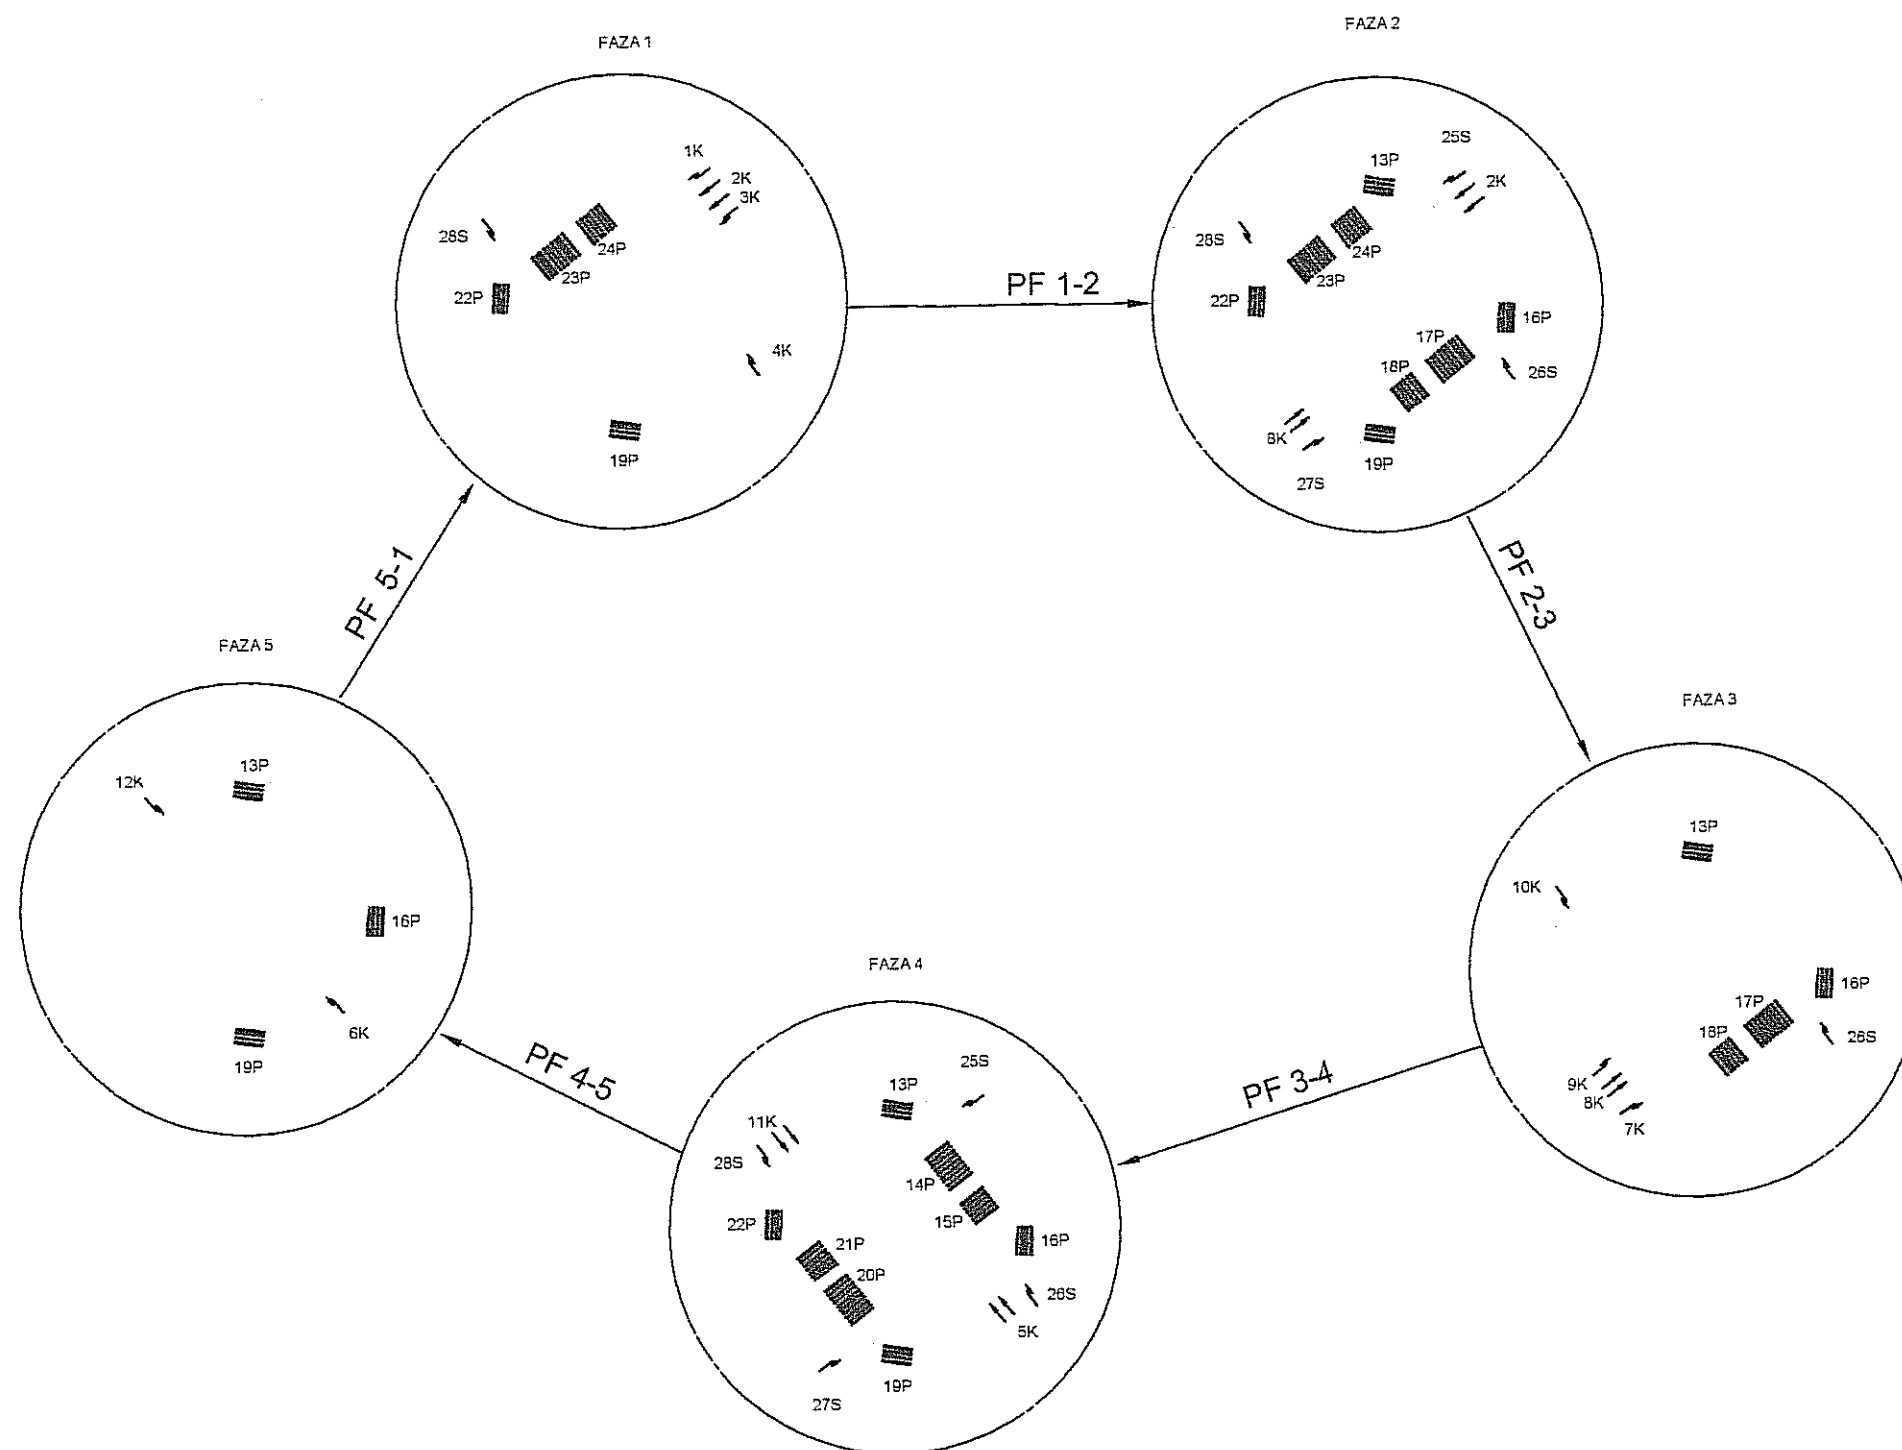 FAZA 1
1K
2K
3K
28S
24P
23P
22P
4K
19P
PF 1-2
FAZA 2
25S
13P
2K
28S
24P
23P
22P
16P
17P
18P
26S
8K
19P
27S
PF 2-3
FAZA 3
13P
10K
16P
17P
18P
26S
9K
8K
7K
PF 3-4
FAZA 4
25S
13P
11K
28S
14P
15P
22P
16P
21P
20P
26S
5K
19P
27S
PF 4-5
FAZA 5
13P
12K
16P
6K
19P
PF 5-1